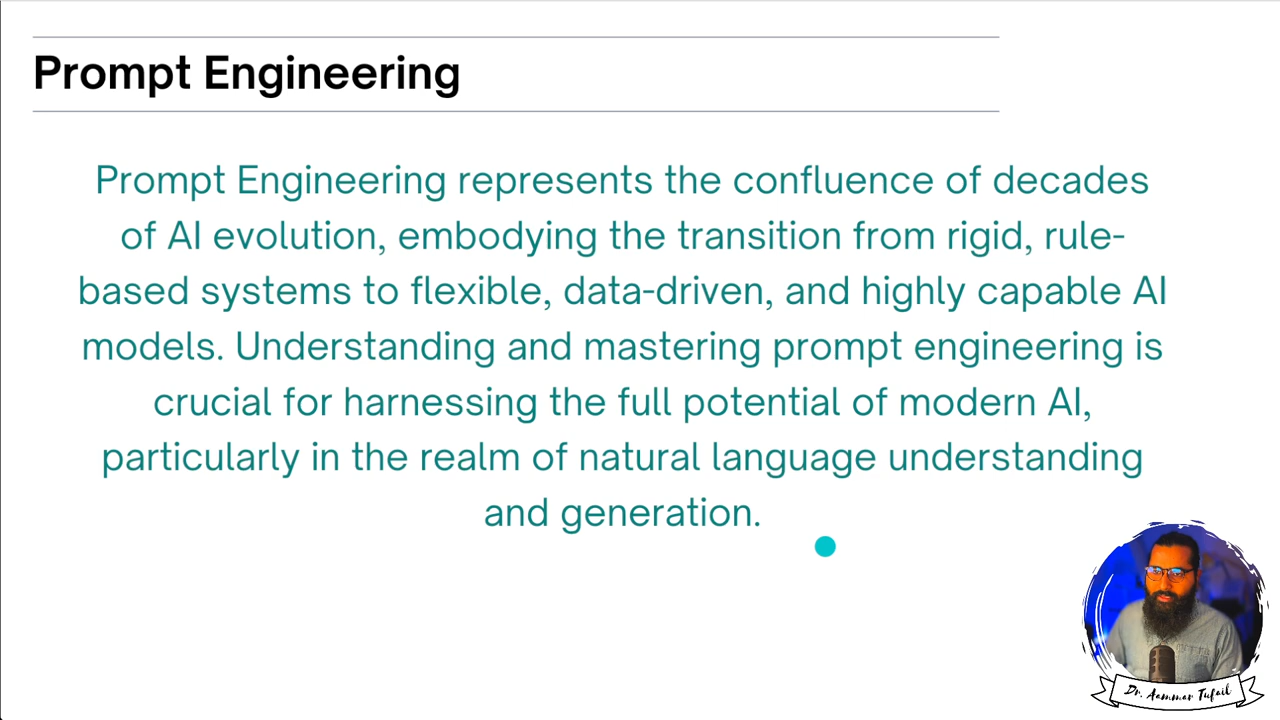 Prompt Engineering
Prompt Engineering represents the confluence of decades
of AI evolution, embodying the transition from rigid, rule-
based systems to flexible, data-driven, and highly capable AI
models. Understanding and mastering prompt engineering is
crucial for harnessing the full potential of modern AI,
particularly in the realm of natural language understanding
and generation.
Dr. Aammar Tufail